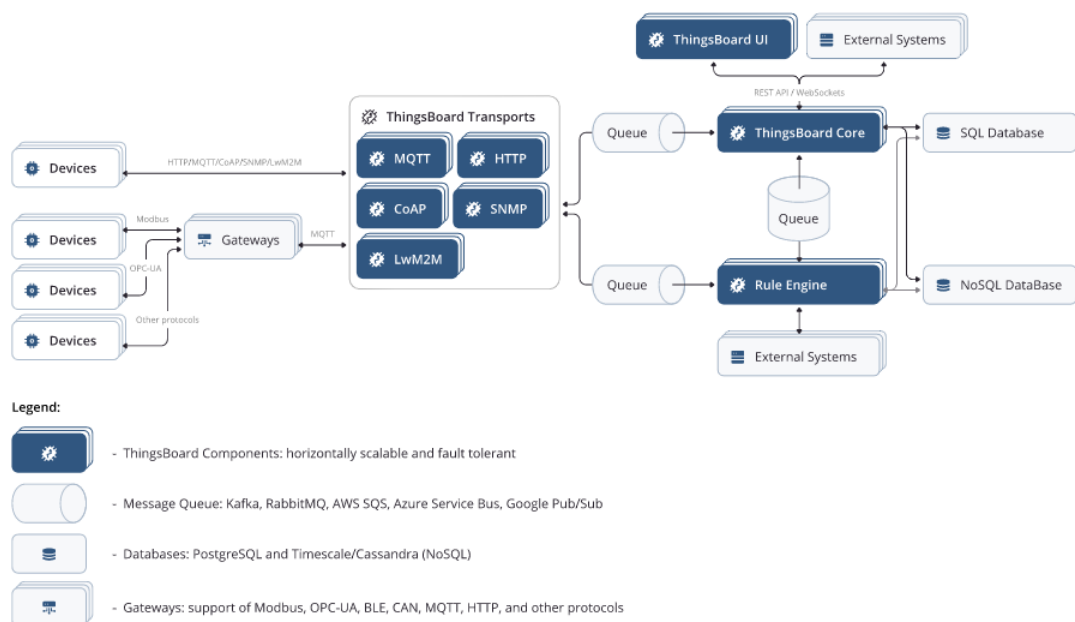 ThingsBoard UI
External Systems
REST API / WebSockets
ThingsBoard Transports
MQTT
HTTP
CoAP
SNMP
LwM2M
Queue
ThingsBoard Core
SQL Database
Devices
HTTP/MQTT/CoAP/SNMP/LwM2M
Devices
Modbus
Gateways
MQTT
OPC-UA
Devices
Other protocols
Devices
Queue
Queue
Rule Engine
NoSQL DataBase
External Systems
Legend:
- ThingsBoard Components: horizontally scalable and fault tolerant
- Message Queue: Kafka, RabbitMQ, AWS SQS, Azure Service Bus, Google Pub/Sub
- Databases: PostgreSQL and Timescale/Cassandra (NoSQL)
- Gateways: support of Modbus, OPC-UA, BLE, CAN, MQTT, HTTP, and other protocols